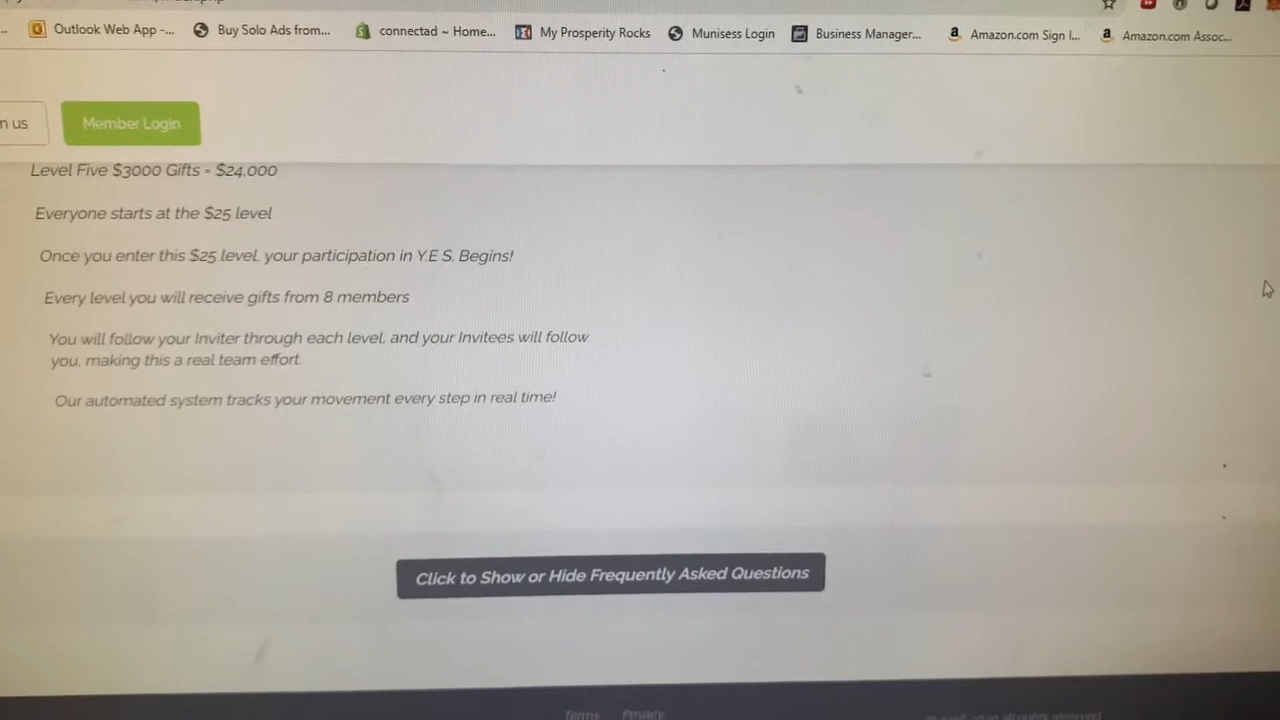 Outlook Web App -...
Buy Solo Ads from...
connectad ~ Home...
My Prosperity Rocks
Munisess Login
Business Manager...
Amazon.com Sign I...
Amazon.com Assoc...
n us
Member Login
Level Five $3000 Gifts = $24,000
Everyone starts at the $25 level
Once you enter this $25 level, your participation in Y.E S. Begins!
Every level you will receive gifts from 8 members
You will follow your Inviter through each level, and your Invitees will follow
you, making this a real team effort.
Our automated system tracks your movement every step in real time!
Click to Show or Hide Frequently Asked Questions
Terms Privacy